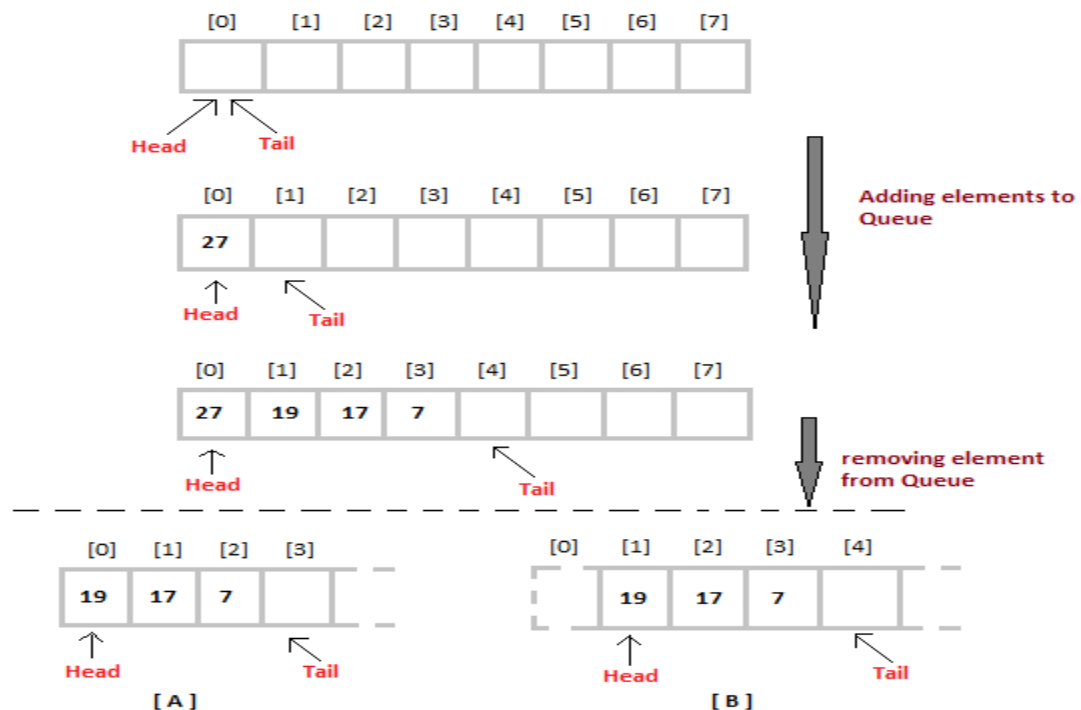 [0] [1] [2] [3] [4] [5] [6] [7]
Head Tail
[0] [1] [2] [3] [4] [5] [6] [7]
Adding elements to
Queue
27
Head Tail
[0] [1] [2] [3] [4] [5] [6] [7]
27 19 17 7
Head Tail
removing element
from Queue
[0] [1] [2] [3]
19 17 7
Head Tail
[ A ]
[0] [1] [2] [3] [4]
19 17 7
Head Tail
[ B ]